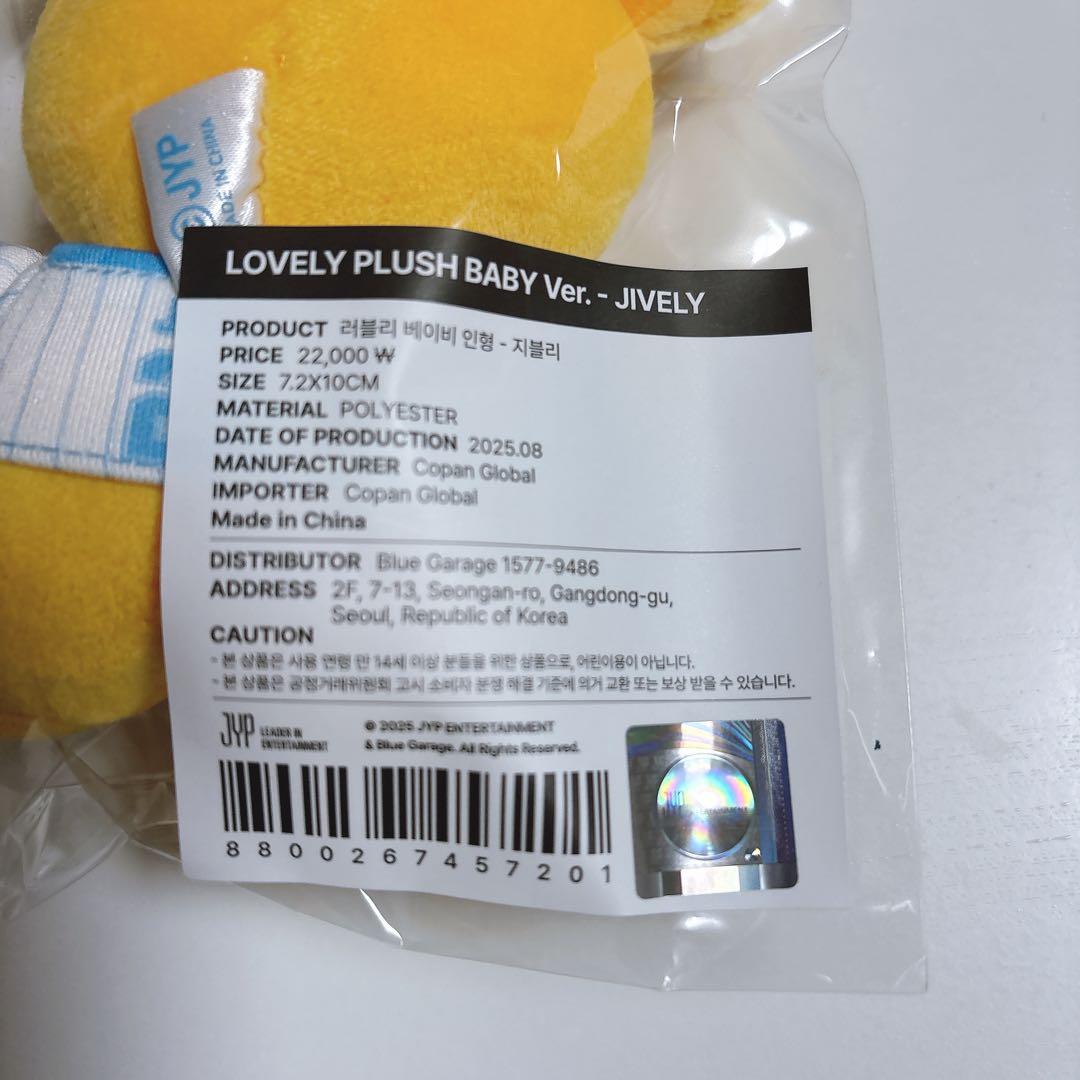 © JYP
MADE IN CHINA
LOVELY PLUSH BABY Ver. - JIVELY
PRODUCT 러블리 베이비 인형 - 지블리
PRICE 22,000 ₩
SIZE 7.2X10CM
MATERIAL POLYESTER
DATE OF PRODUCTION 2025.08
MANUFACTURER Copan Global
IMPORTER Copan Global
Made in China
DISTRIBUTOR Blue Garage 1577-9486
ADDRESS 2F, 7-13, Seongan-ro, Gangdong-gu,
Seoul, Republic of Korea
CAUTION
- 본 상품은 사용 연령 만 14세 이상 분들을 위한 상품으로, 어린이용이 아닙니다.
- 본 상품은 공정거래위원회 고시 소비자 분쟁 해결 기준에 의거 교환 또는 보상 받을 수 있습니다.
JYP LEADER IN
ENTERTAINMENT
© 2025 JYP ENTERTAINMENT
& Blue Garage. All Rights Reserved.
8800267457201